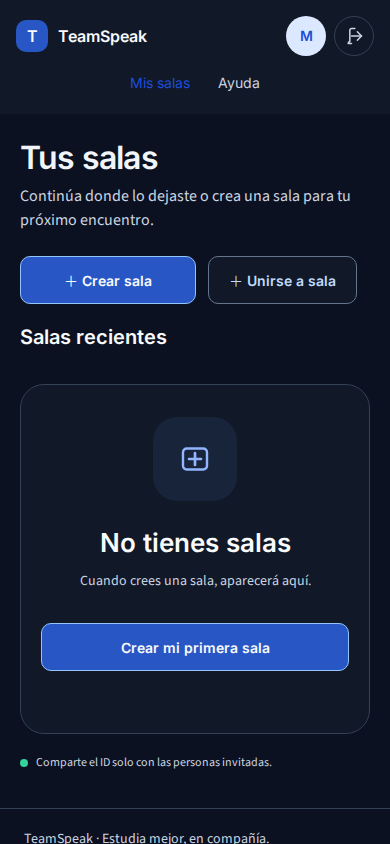 T TeamSpeak M
Mis salas Ayuda
Tus salas
Continúa donde lo dejaste o crea una sala para tu
próximo encuentro.
+ Crear sala + Unirse a sala
Salas recientes
No tienes salas
Cuando crees una sala, aparecerá aquí.
Crear mi primera sala
Comparte el ID solo con las personas invitadas.
TeamSpeak · Estudia mejor, en compañía.